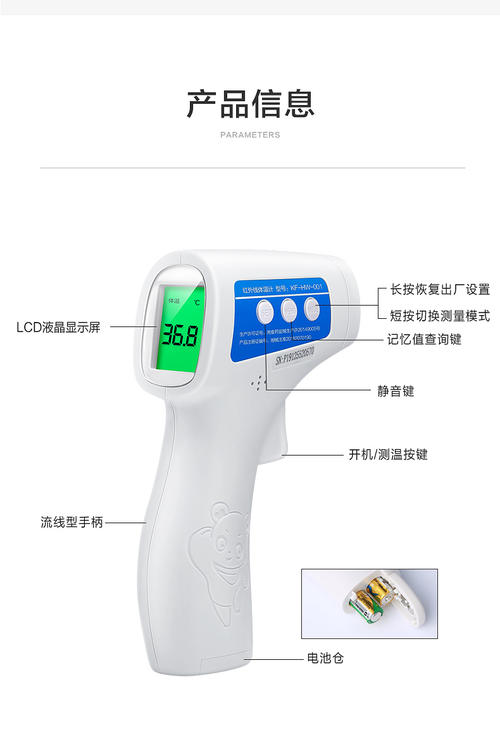 产品信息
PARAMETERS
红外线体温计 型号: KF-HW-001
体温 ℃
36.8
SN:P19125520670
LCD液晶显示屏
长按恢复出厂设置
短按切换测量模式
记忆值查询键
静音键
开机/测温按键
流线型手柄
电池仓